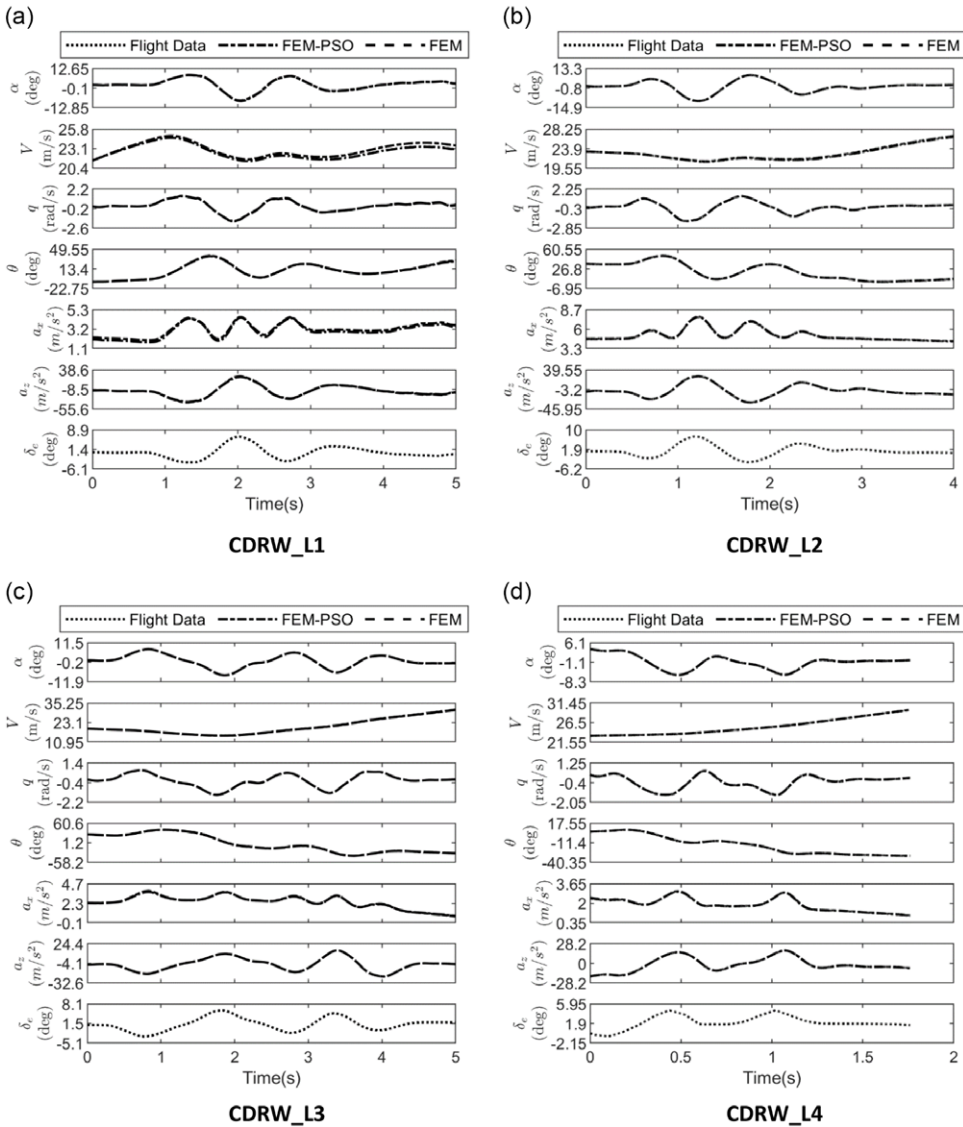 (a)
Flight Data FEM-PSO FEM
12.65
-0.1
-12.85
α
(deg)
25.8
23.1
20.4
V
(m/s)
2.2
-0.2
-2.6
q
(rad/s)
49.55
13.4
-22.75
θ
(deg)
5.3
3.2
1.1
aₓ
(m/s²)
38.6
-8.5
-55.6
a_z
(m/s²)
8.9
1.4
-6.1
δₑ
(deg)
0 1 2 3 4 5
Time(s)
CDRW_L1
(b)
Flight Data FEM-PSO FEM
13.3
-0.8
-14.9
α
(deg)
28.25
23.9
19.55
V
(m/s)
2.25
-0.3
-2.85
q
(rad/s)
60.55
26.8
-6.95
θ
(deg)
8.7
6
3.3
aₓ
(m/s²)
39.55
-3.2
-45.95
a_z
(m/s²)
10
1.9
-6.2
δₑ
(deg)
0 1 2 3 4
Time(s)
CDRW_L2
(c)
Flight Data FEM-PSO FEM
11.5
-0.2
-11.9
α
(deg)
35.25
23.1
10.95
V
(m/s)
1.4
-0.4
-2.2
q
(rad/s)
60.6
1.2
-58.2
θ
(deg)
4.7
2.3
-0.1
aₓ
(m/s²)
24.4
-4.1
-32.6
a_z
(m/s²)
8.1
1.5
-5.1
δₑ
(deg)
0 1 2 3 4 5
Time(s)
CDRW_L3
(d)
Flight Data FEM-PSO FEM
6.1
-1.1
-8.3
α
(deg)
31.45
26.5
21.55
V
(m/s)
1.25
-0.4
-2.05
q
(rad/s)
17.55
-11.4
-40.35
θ
(deg)
3.65
2
0.35
aₓ
(m/s²)
28.2
0
-28.2
a_z
(m/s²)
5.95
1.9
-2.15
δₑ
(deg)
0 0.5 1 1.5 2
Time(s)
CDRW_L4